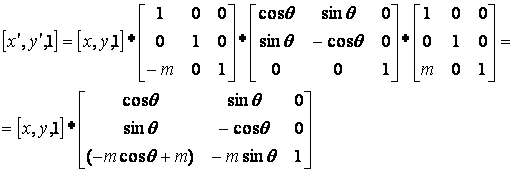 [x', y',1] = [x, y,1] * [1 0 0; 0 1 0; -m 0 1] * [cosθ sinθ 0; sinθ -cosθ 0; 0 0 1] * [1 0 0; 0 1 0; m 0 1] =
= [x, y,1] * [cosθ sinθ 0; sinθ -cosθ 0; (-m cosθ + m) -m sinθ 1]